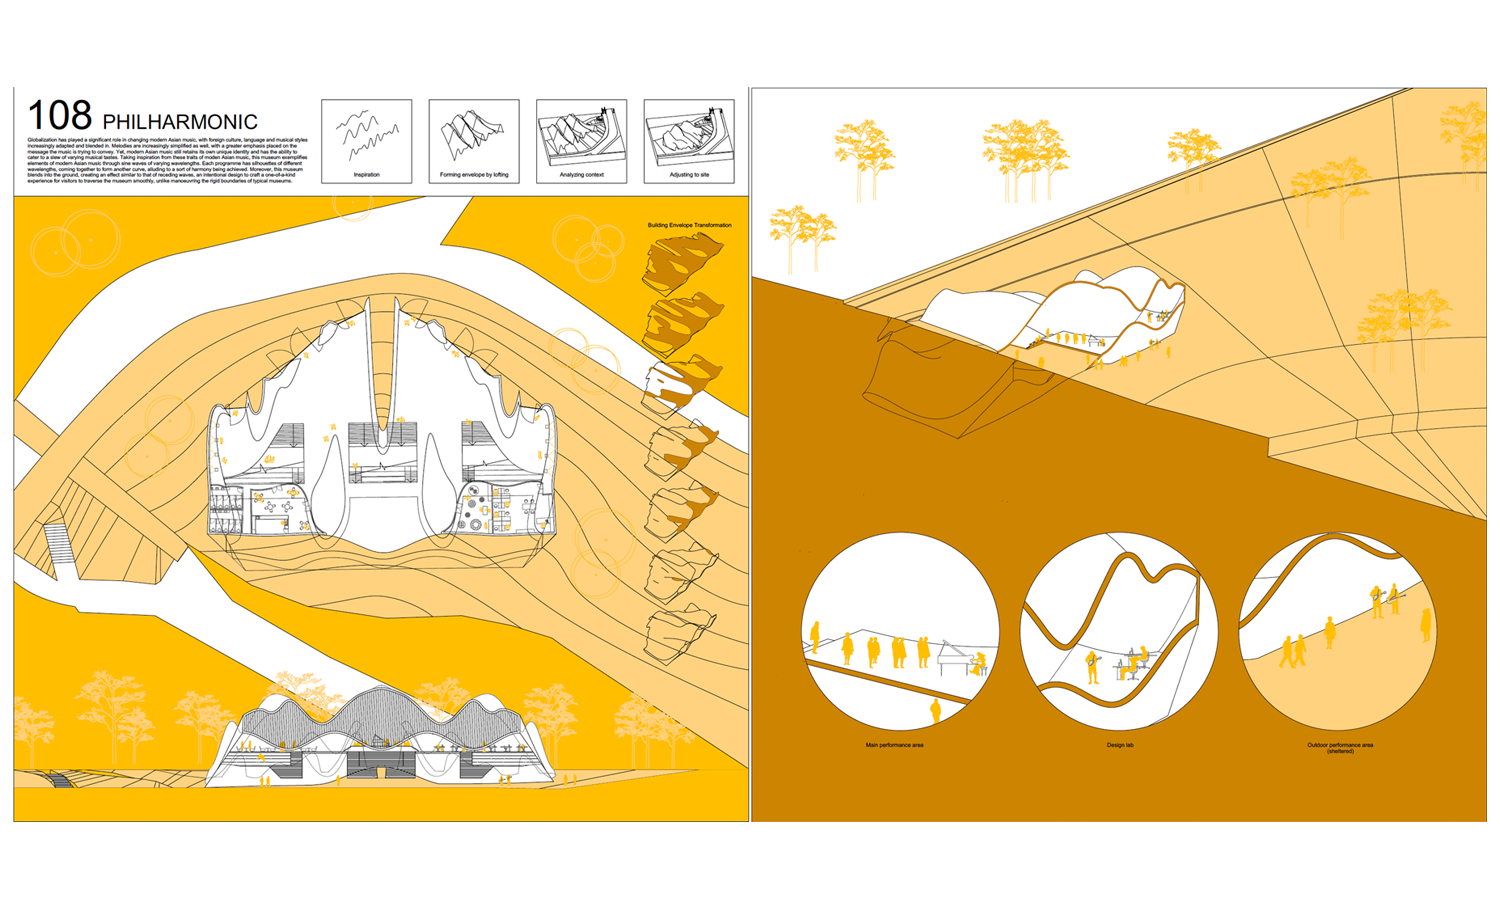 108 PHILHARMONIC
Globalization has played a significant role in changing modern Asian music, with foreign culture, language and musical styles
increasingly adapted and blended in. Melodies are increasingly simplified as well, with a greater emphasis placed on the
message the music is trying to convey. Yet, modern Asian music still retains its own unique identity and has the ability to
cater to a slew of varying musical tastes. Taking inspiration from these traits of moden Asian music, this museum exemplifies
elements of modern Asian music through sine waves of varying wavelengths. Each programme has silhouettes of different
wavelengths, coming together to form another curve, alluding to a sort of harmony being achieved. Moreover, this museum
blends into the ground, creating an effect similar to that of receding waves, an intentional design to craft a one-of-a-kind
experience for visitors to traverse the museum smoothly, unlike manoeuvring the rigid boundaries of typical museums.
Inspiration
Forming envelope by lofting
Analyzing context
Adjusting to site
Building Envelope Transformation
Main performance area
Design lab
Outdoor performance area
(sheltered)